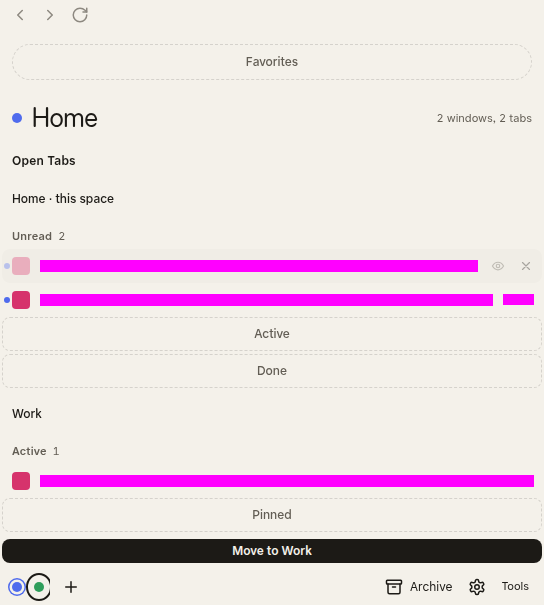 Favorites
Home
2 windows, 2 tabs
Open Tabs
Home · this space
Unread 2
Active
Done
Work
Active 1
Pinned
Move to Work
Archive
Tools